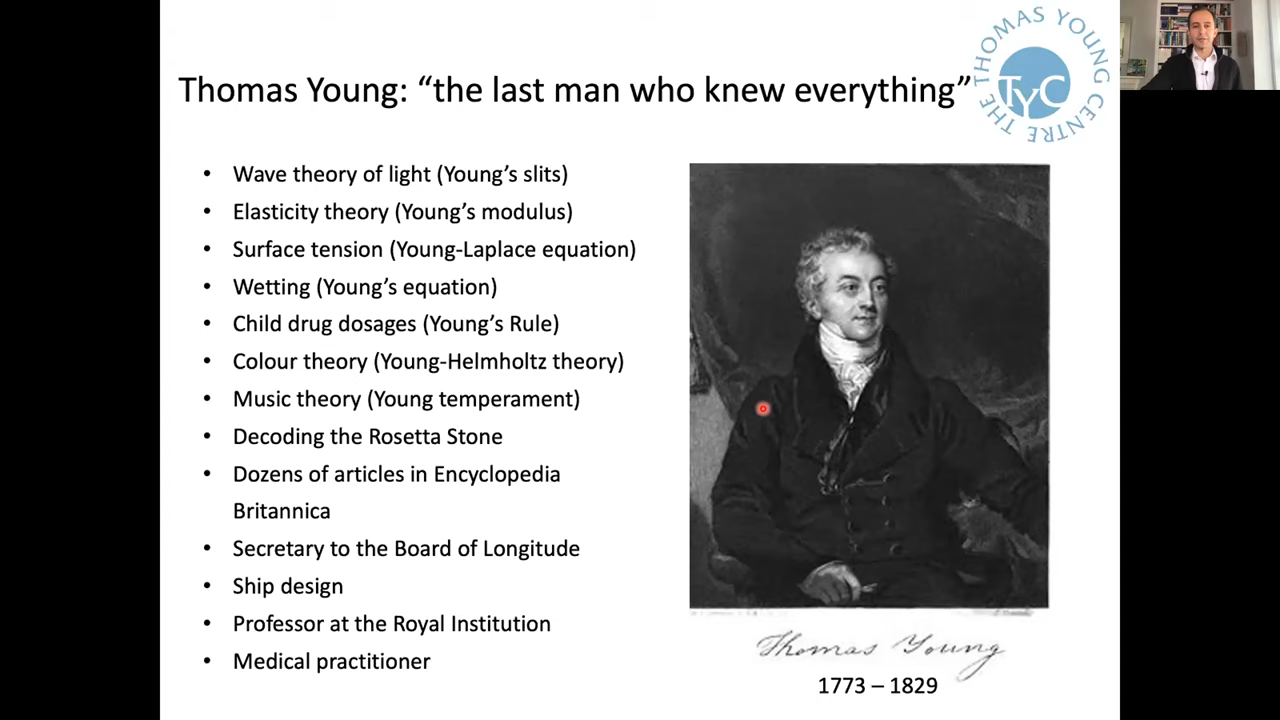 Thomas Young: “the last man who knew everything”
THE THOMAS YOUNG CENTRE
TYC
• Wave theory of light (Young’s slits)
• Elasticity theory (Young’s modulus)
• Surface tension (Young-Laplace equation)
• Wetting (Young’s equation)
• Child drug dosages (Young’s Rule)
• Colour theory (Young-Helmholtz theory)
• Music theory (Young temperament)
• Decoding the Rosetta Stone
• Dozens of articles in Encyclopedia
Britannica
• Secretary to the Board of Longitude
• Ship design
• Professor at the Royal Institution
• Medical practitioner
Thomas Young
1773 – 1829